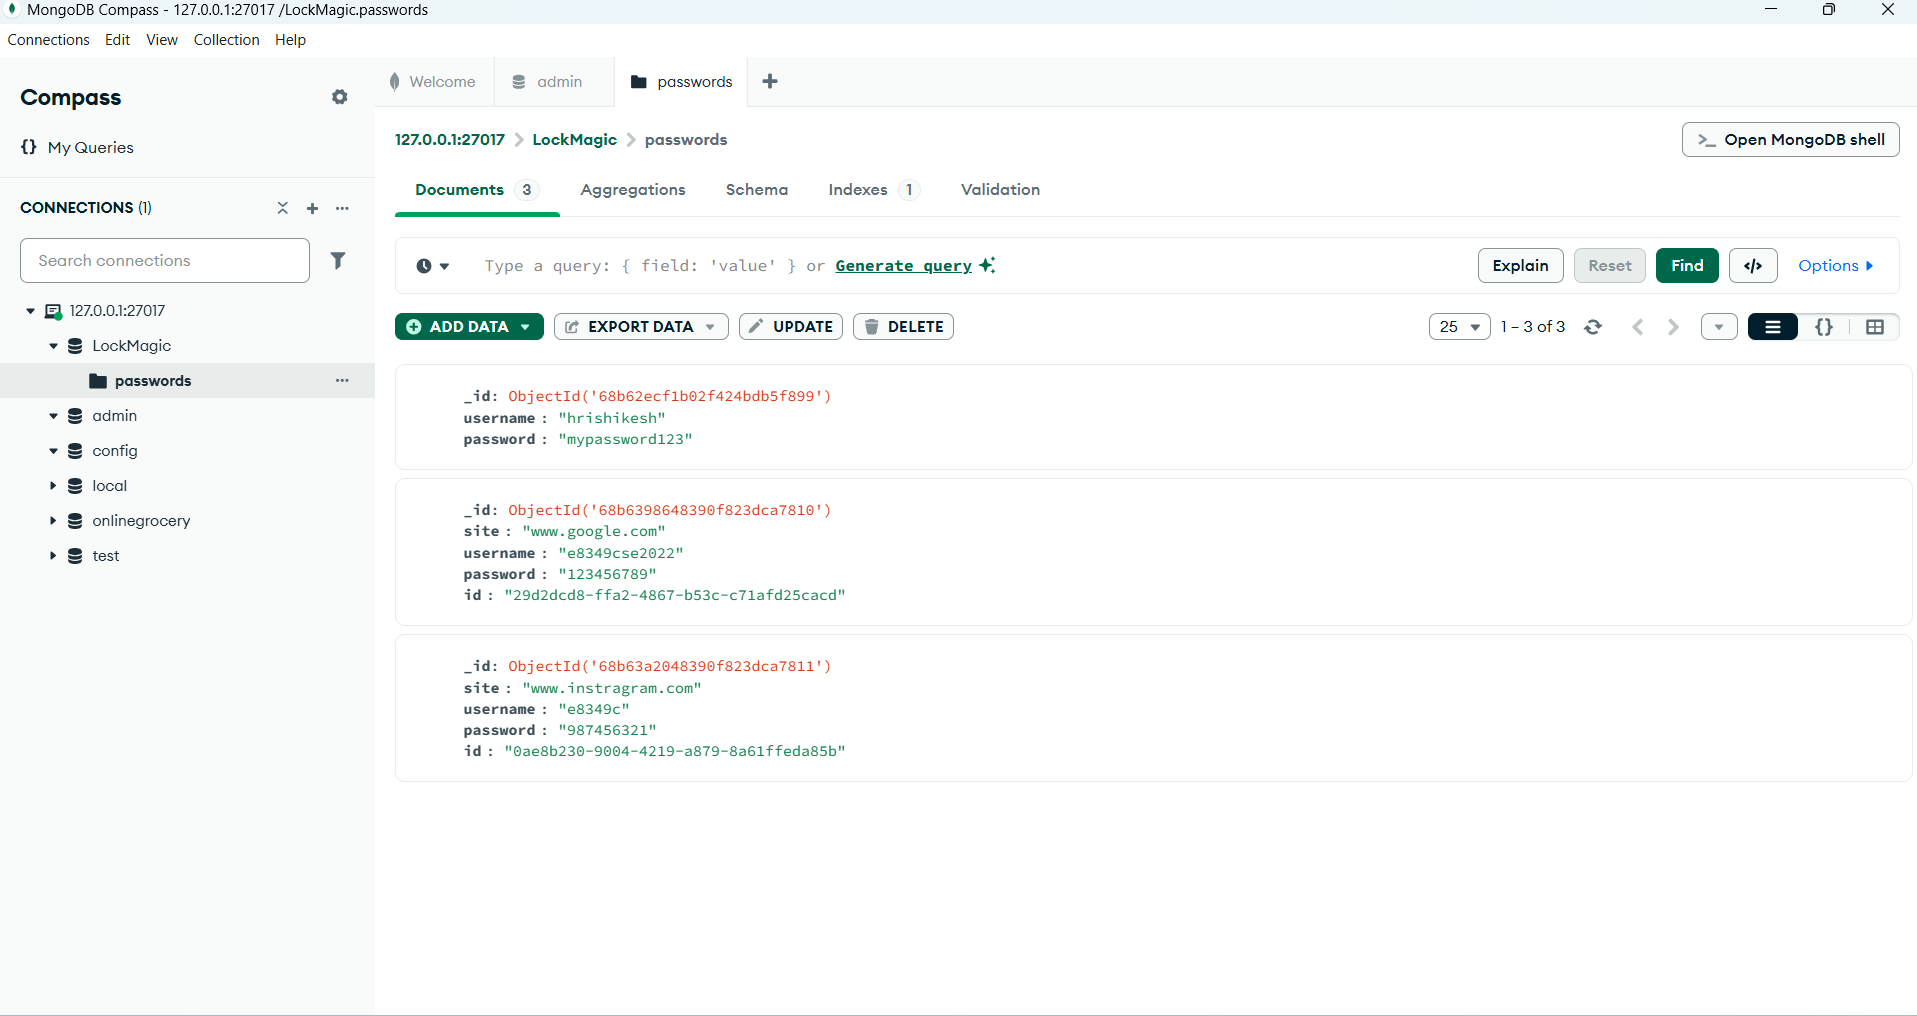 MongoDB Compass - 127.0.0.1:27017 /LockMagic.passwords
Connections Edit View Collection Help
Compass
{} My Queries
CONNECTIONS (1)
Search connections
127.0.0.1:27017
LockMagic
passwords
admin
config
local
onlinegrocery
test
Welcome admin passwords
127.0.0.1:27017 > LockMagic > passwords
>_ Open MongoDB shell
Documents 3 Aggregations Schema Indexes 1 Validation
Type a query: { field: 'value' } or Generate query
Explain Reset Find </> Options
ADD DATA EXPORT DATA UPDATE DELETE
25 1 – 3 of 3 {}
_id: ObjectId('68b62ecf1b02f424bdb5f899')
username : "hrishikesh"
password : "mypassword123"
_id: ObjectId('68b6398648390f823dca7810')
site : "www.google.com"
username : "e8349cse2022"
password : "123456789"
id : "29d2dcd8-ffa2-4867-b53c-c71afd25cacd"
_id: ObjectId('68b63a2048390f823dca7811')
site : "www.instragram.com"
username : "e8349c"
password : "987456321"
id : "0ae8b230-9004-4219-a879-8a61ffeda85b"